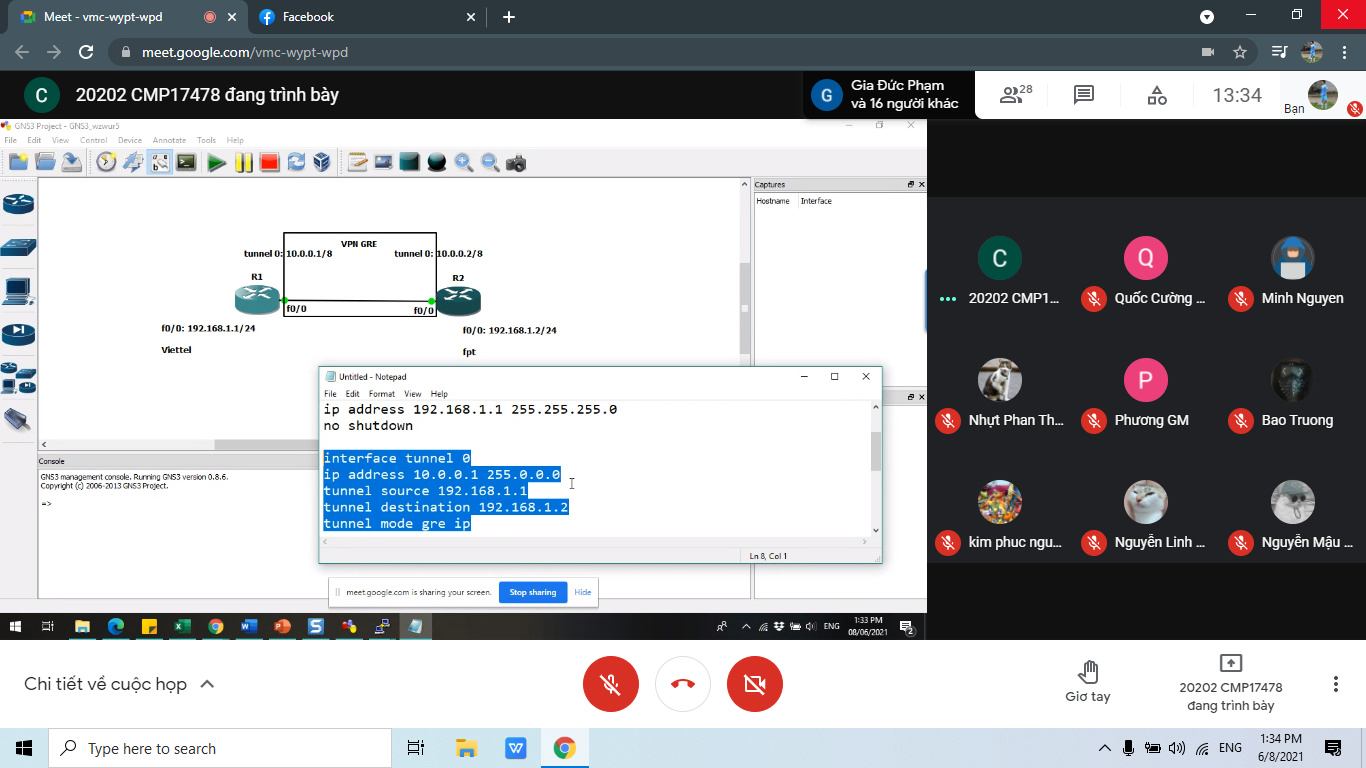 Meet - vmc-wypt-wpd
Facebook
meet.google.com/vmc-wypt-wpd
C
20202 CMP17478 đang trình bày
G
Gia Đức Phạm
và 16 người khác
28
13:34
Bạn
GNS3 Project - GNS3_wzwur5
File Edit View Control Device Annotate Tools Help
Captures
Hostname Interface
VPN GRE
tunnel 0: 10.0.0.1/8
tunnel 0: 10.0.0.2/8
R1
R2
f0/0
f0/0
f0/0: 192.168.1.1/24
f0/0: 192.168.1.2/24
Viettel
fpt
Untitled - Notepad
File Edit Format View Help
ip address 192.168.1.1 255.255.255.0
no shutdown
interface tunnel 0
ip address 10.0.0.1 255.0.0.0
tunnel source 192.168.1.1
tunnel destination 192.168.1.2
tunnel mode gre ip
Ln 8, Col 1
Console
GNS3 management console. Running GNS3 version 0.8.6.
Copyright (c) 2006-2013 GNS3 Project.
=>
meet.google.com is sharing your screen.
Stop sharing
Hide
ENG
1:33 PM
08/06/2021
2
C
20202 CMP1...
Q
Quốc Cường ...
Minh Nguyen
Nhựt Phan Th...
P
Phương GM
Bao Truong
kim phuc ngu...
Nguyễn Linh ...
Nguyễn Mậu ...
Chi tiết về cuộc họp
Giơ tay
20202 CMP17478
đang trình bày
Type here to search
ENG
1:34 PM
6/8/2021